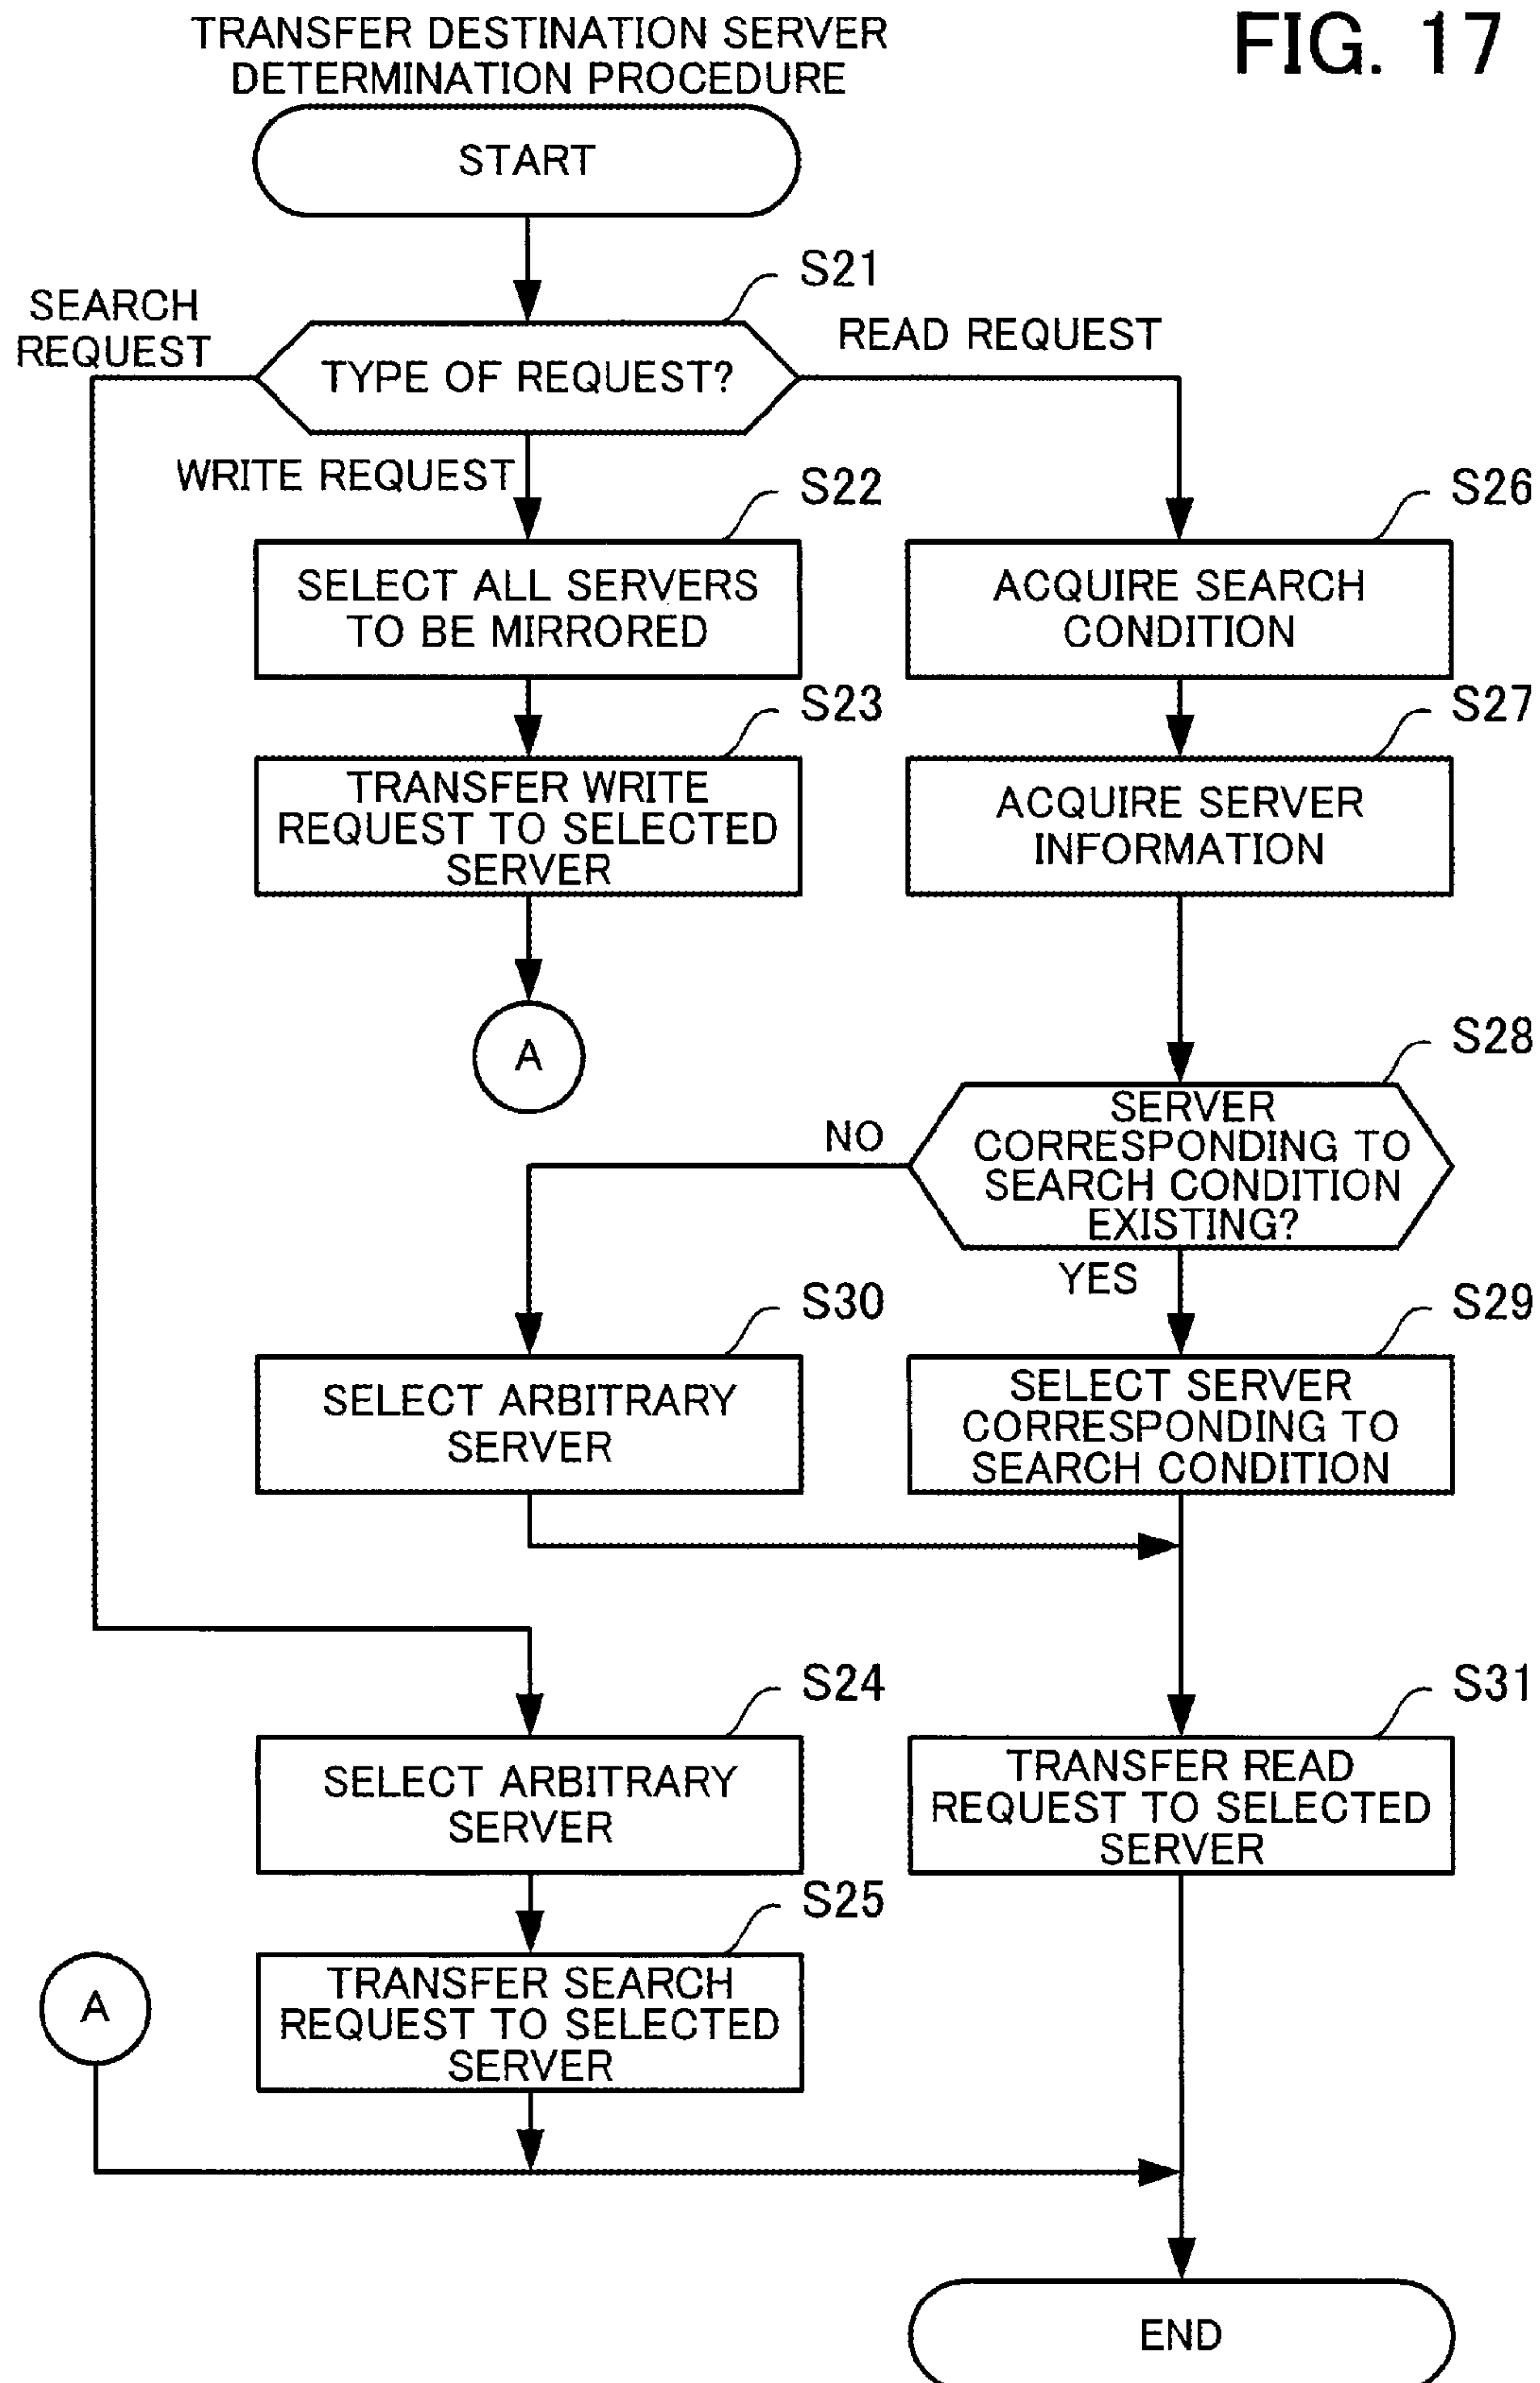 TRANSFER DESTINATION SERVER
DETERMINATION PROCEDURE
FIG. 17
START
S21
SEARCH
REQUEST
TYPE OF REQUEST?
READ REQUEST
WRITE REQUEST
S22
SELECT ALL SERVERS
TO BE MIRRORED
S26
ACQUIRE SEARCH
CONDITION
S23
TRANSFER WRITE
REQUEST TO SELECTED
SERVER
S27
ACQUIRE SERVER
INFORMATION
A
S28
SERVER
CORRESPONDING TO
SEARCH CONDITION
EXISTING?
NO
YES
S30
SELECT ARBITRARY
SERVER
S29
SELECT SERVER
CORRESPONDING TO
SEARCH CONDITION
S24
SELECT ARBITRARY
SERVER
S31
TRANSFER READ
REQUEST TO SELECTED
SERVER
S25
TRANSFER SEARCH
REQUEST TO SELECTED
SERVER
A
END